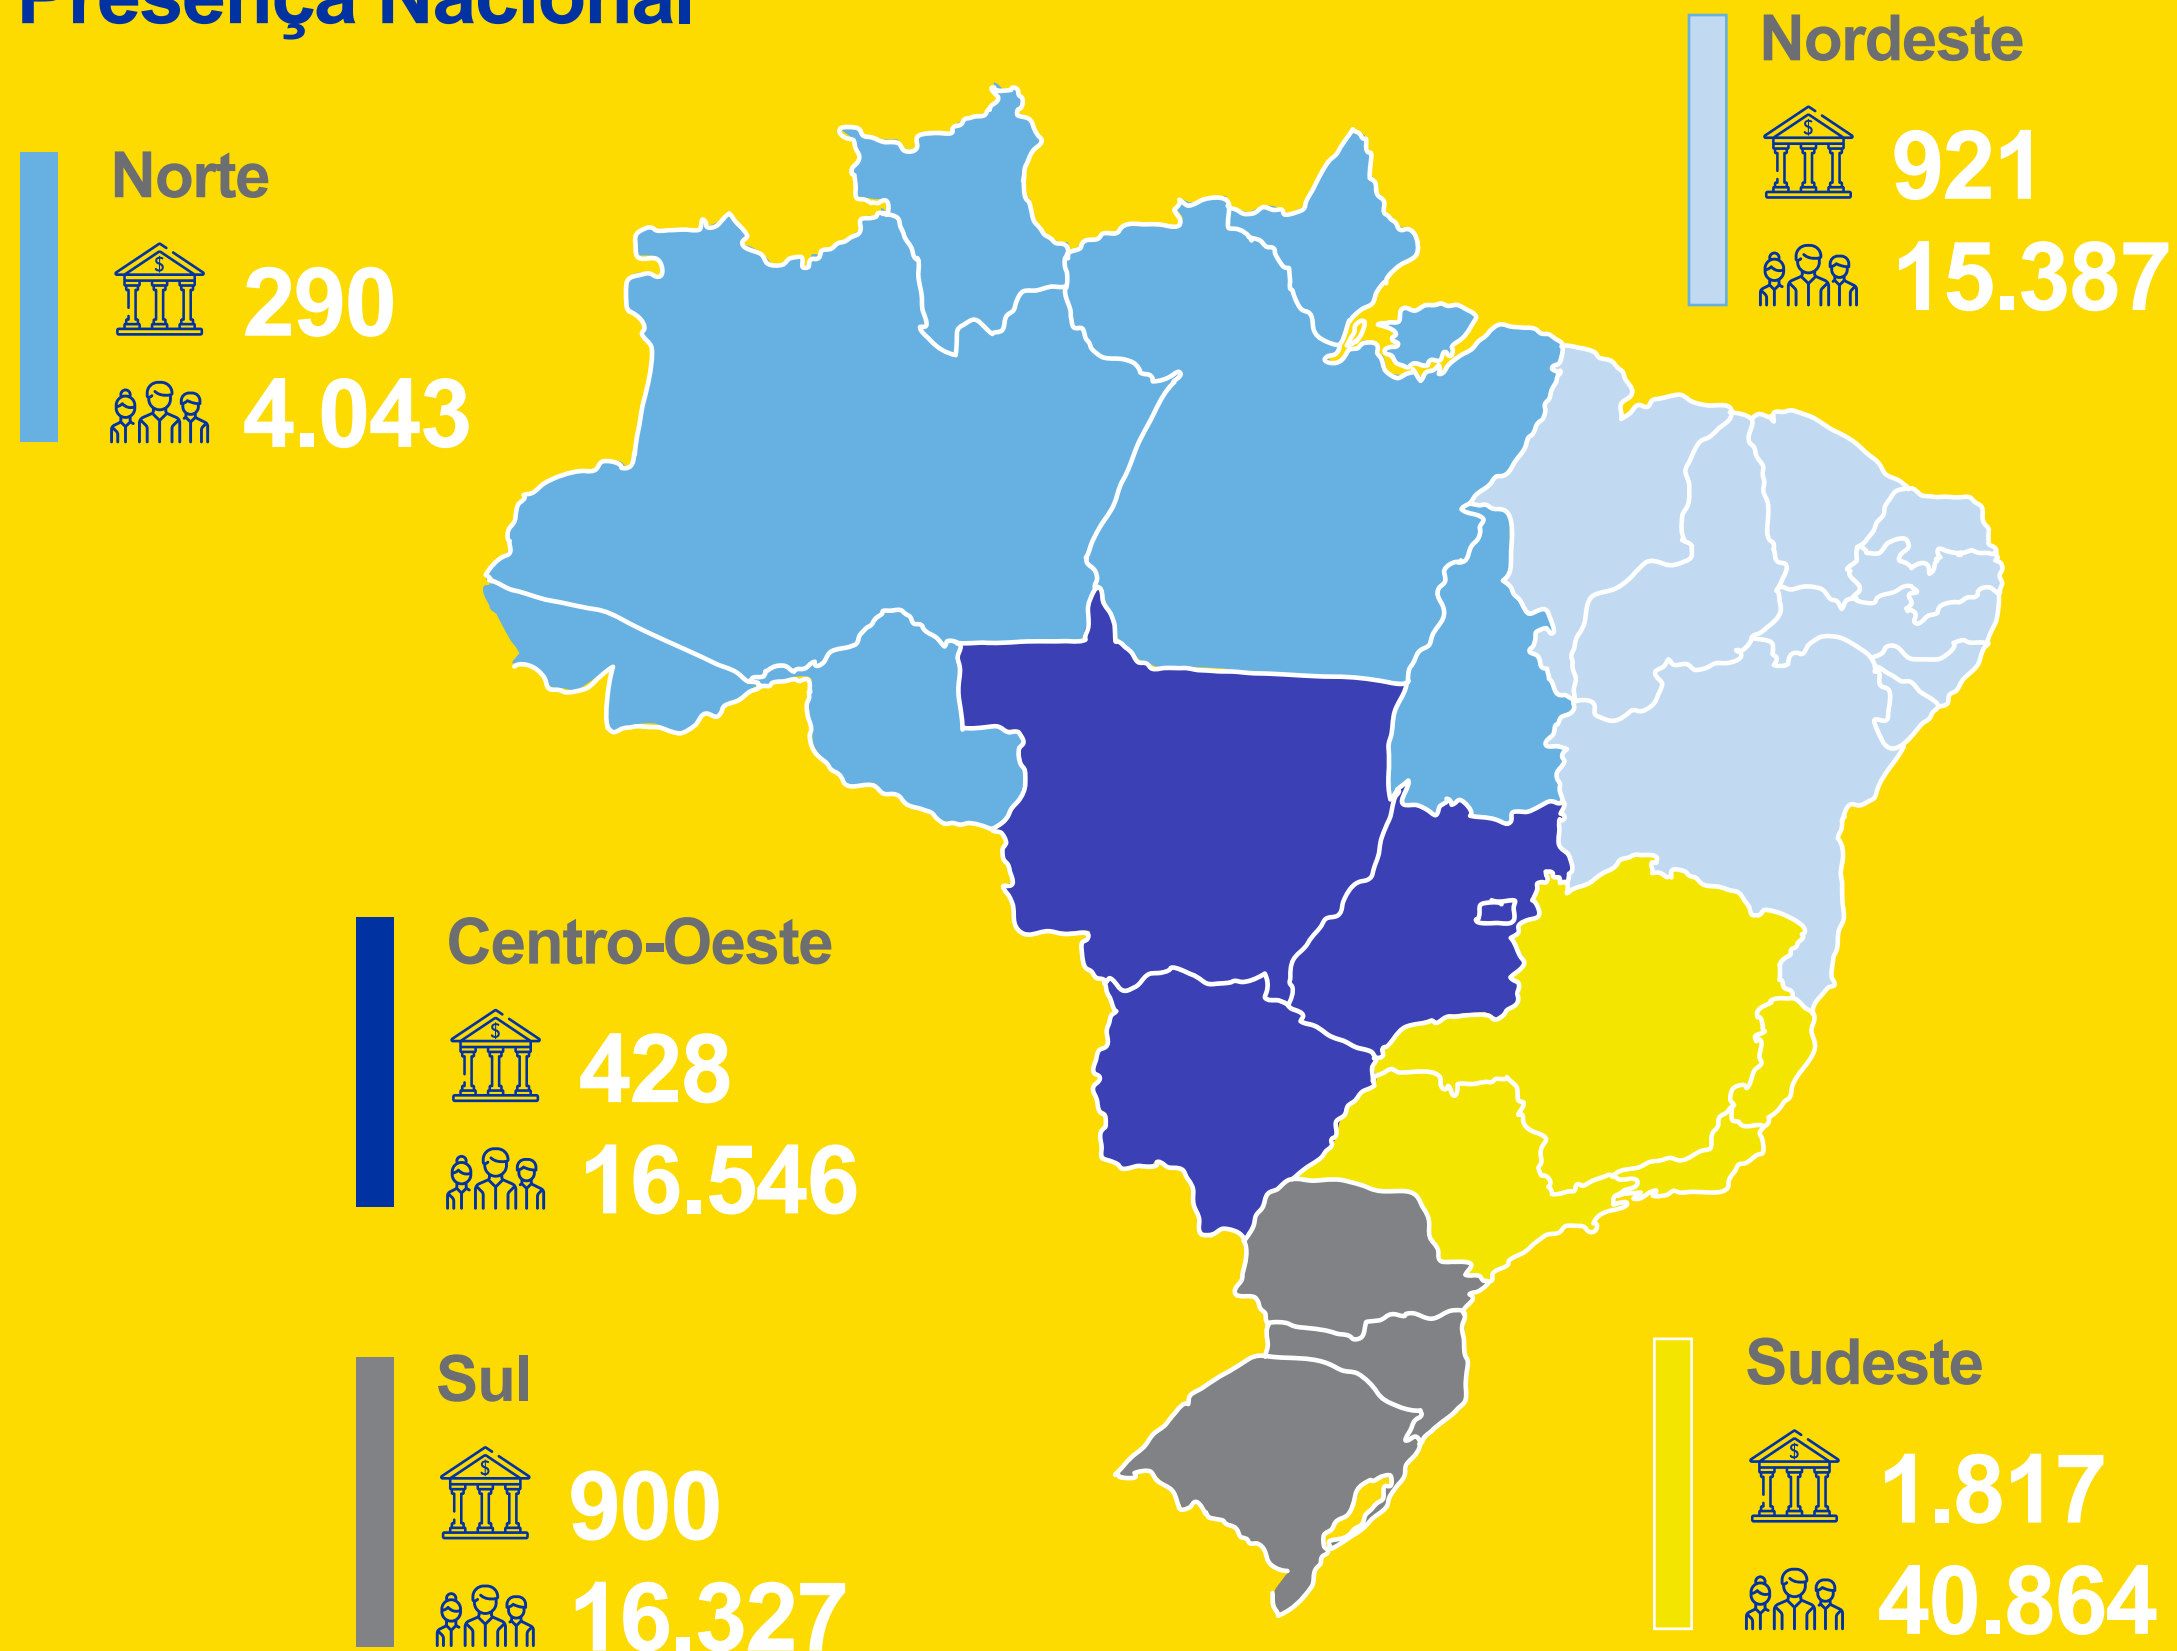 Presença Nacional
Norte
$
290
4.043
Nordeste
$
921
15.387
Centro-Oeste
$
428
16.546
Sul
$
900
16.327
Sudeste
$
1.817
40.864